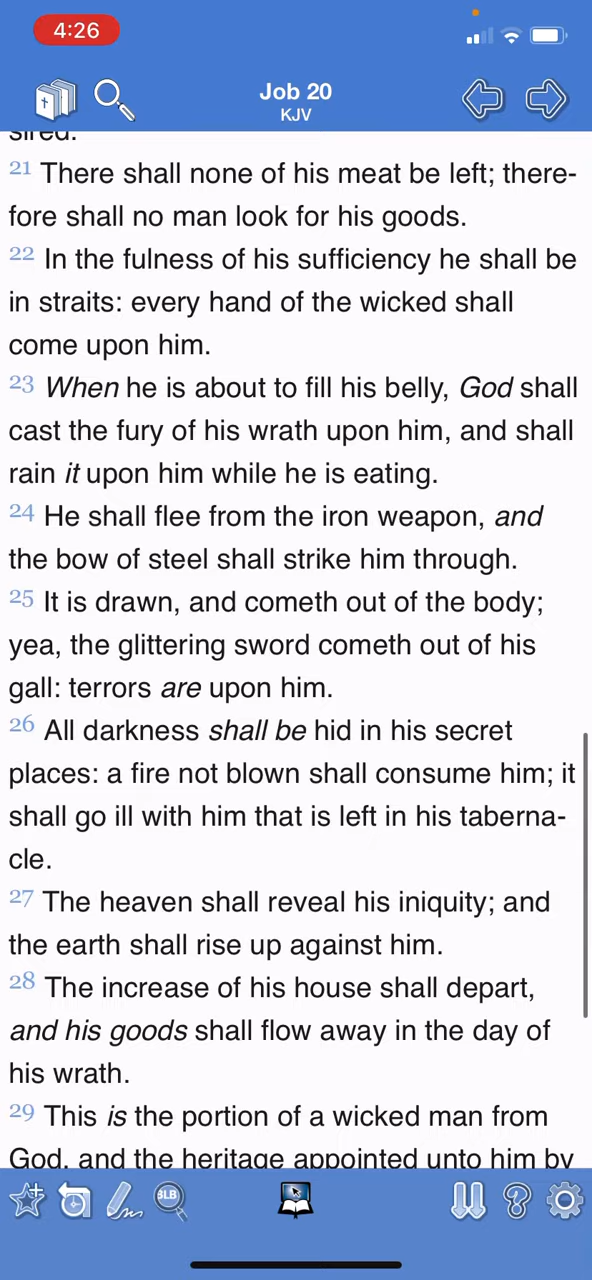 4:26
Job 20
KJV
sired.
21 There shall none of his meat be left; there-
fore shall no man look for his goods.
22 In the fulness of his sufficiency he shall be
in straits: every hand of the wicked shall
come upon him.
23 When he is about to fill his belly, God shall
cast the fury of his wrath upon him, and shall
rain it upon him while he is eating.
24 He shall flee from the iron weapon, and
the bow of steel shall strike him through.
25 It is drawn, and cometh out of the body;
yea, the glittering sword cometh out of his
gall: terrors are upon him.
26 All darkness shall be hid in his secret
places: a fire not blown shall consume him; it
shall go ill with him that is left in his taberna-
cle.
27 The heaven shall reveal his iniquity; and
the earth shall rise up against him.
28 The increase of his house shall depart,
and his goods shall flow away in the day of
his wrath.
29 This is the portion of a wicked man from
God, and the heritage appointed unto him by
BLB